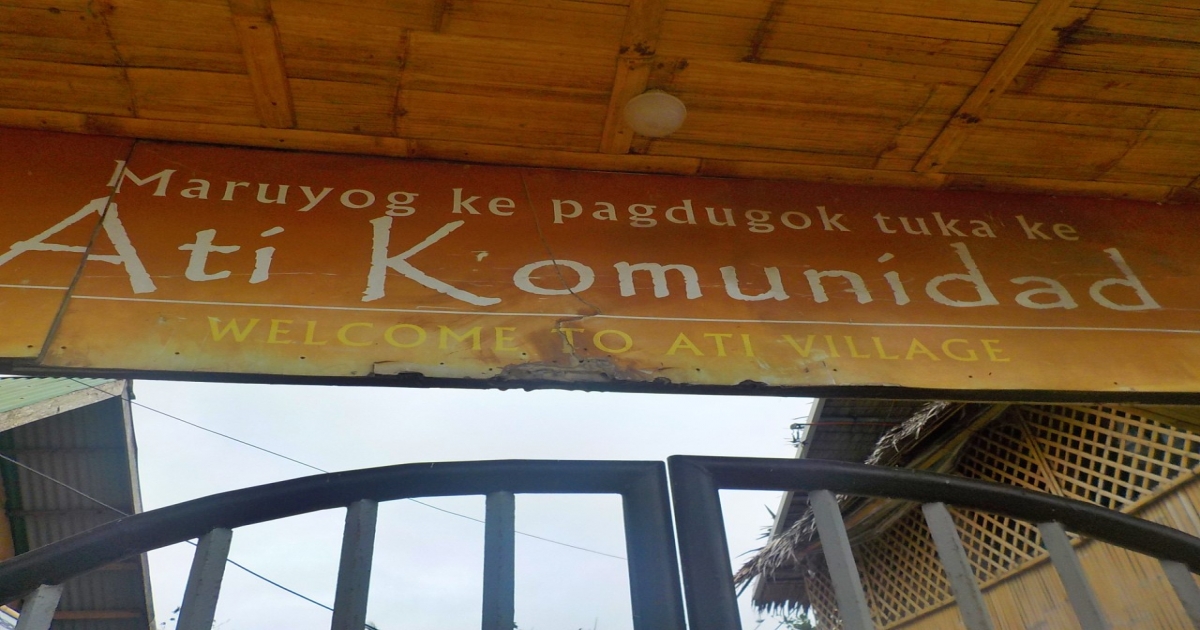 Maruyog ke pagdugok tuka ke
Ati Komunidad
WELCOME TO ATI VILLAGE